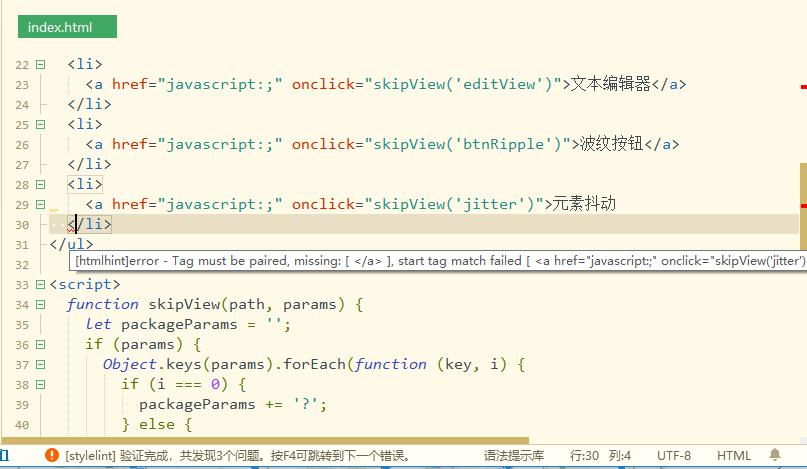 index.html
22 <li>
23 <a href="javascript:;" onclick="skipView('editView')">文本编辑器</a>
24 </li>
25 <li>
26 <a href="javascript:;" onclick="skipView('btnRipple')">波纹按钮</a>
27 </li>
28 <li>
29 <a href="javascript:;" onclick="skipView('jitter')">元素抖动
30 </li>
31 </ul>
[htmlhint]error - Tag must be paired, missing: [ </a> ], start tag match failed [ <a href="javascript:;" onclick="skipView('jitter')
32
33 <script>
34 function skipView(path, params) {
35 let packageParams = '';
36 if (params) {
37 Object.keys(params).forEach(function (key, i) {
38 if (i === 0) {
39 packageParams += '?';
40 } else {
[stylelint] 验证完成，共发现3个问题。按F4可跳转到下一个错误。 语法提示库 行:30 列:4 UTF-8 HTML